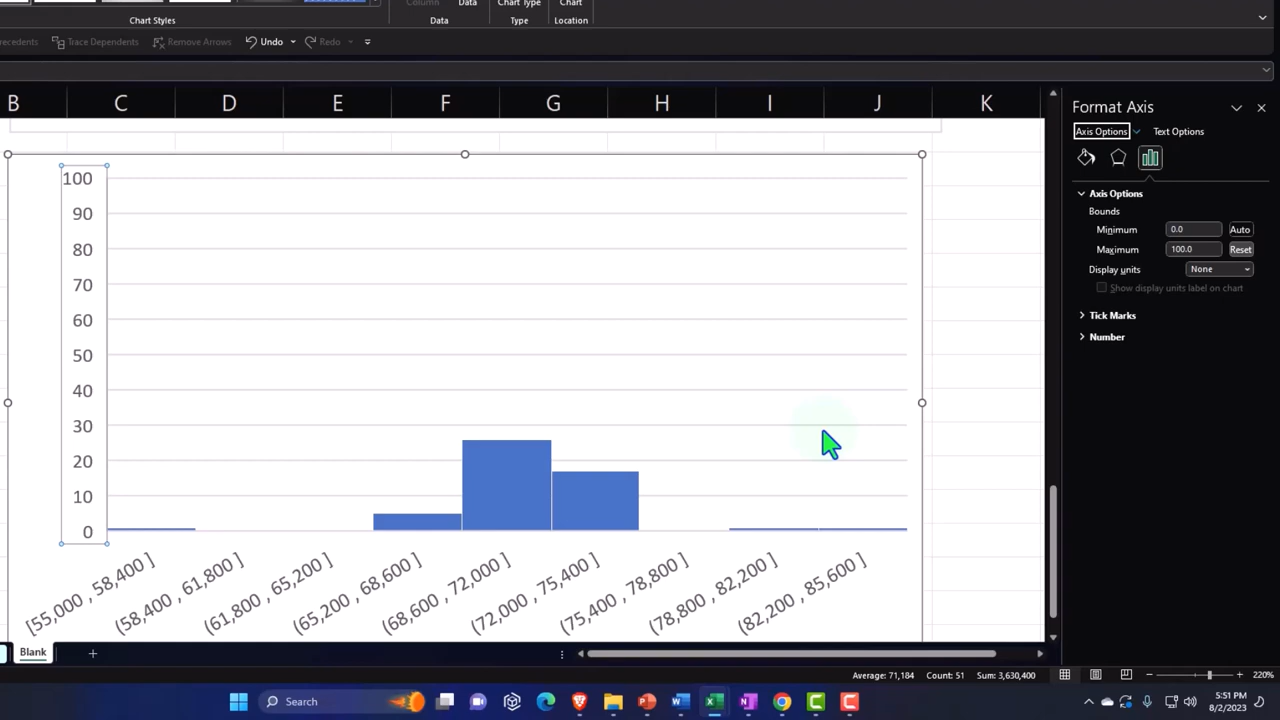 Chart Styles
Column
Data
Data
Chart Type
Type
Chart
Location
recedents Trace Dependents Remove Arrows Undo Redo
B C D E F G H I J K
100
90
80
70
60
50
40
30
20
10
0
[55,000 , 58,400 ]
(58,400 , 61,800 ]
(61,800 , 65,200 ]
(65,200 , 68,600 ]
(68,600 , 72,000 ]
(72,000 , 75,400 ]
(75,400 , 78,800 ]
(78,800 , 82,200 ]
(82,200 , 85,600 ]
Format Axis
Axis Options Text Options
Axis Options
Bounds
Minimum 0.0 Auto
Maximum 100.0 Reset
Display units None
Show display units label on chart
Tick Marks
Number
Blank
Average: 71,184 Count: 51 Sum: 3,630,400 220%
Search
5:51 PM
8/2/2023